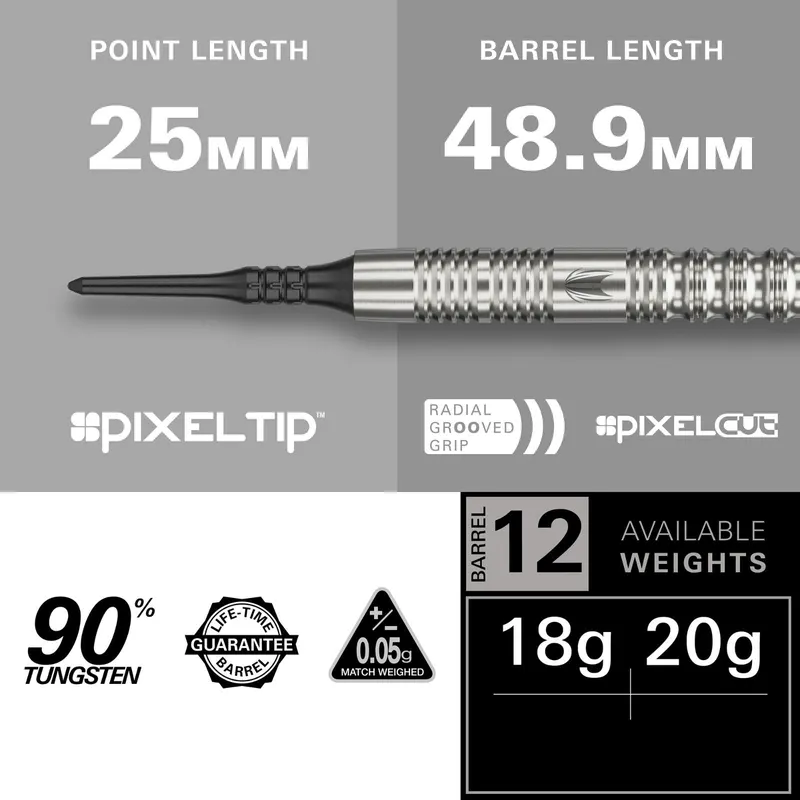 POINT LENGTH
25MM
BARREL LENGTH
48.9MM
PIXELTIP™
RADIAL
GROOVED
GRIP
PIXELCUT
90%
TUNGSTEN
LIFE-TIME
GUARANTEE
BARREL
+/-
0.05g
MATCH WEIGHED
BARREL
12
AVAILABLE
WEIGHTS
18g 20g